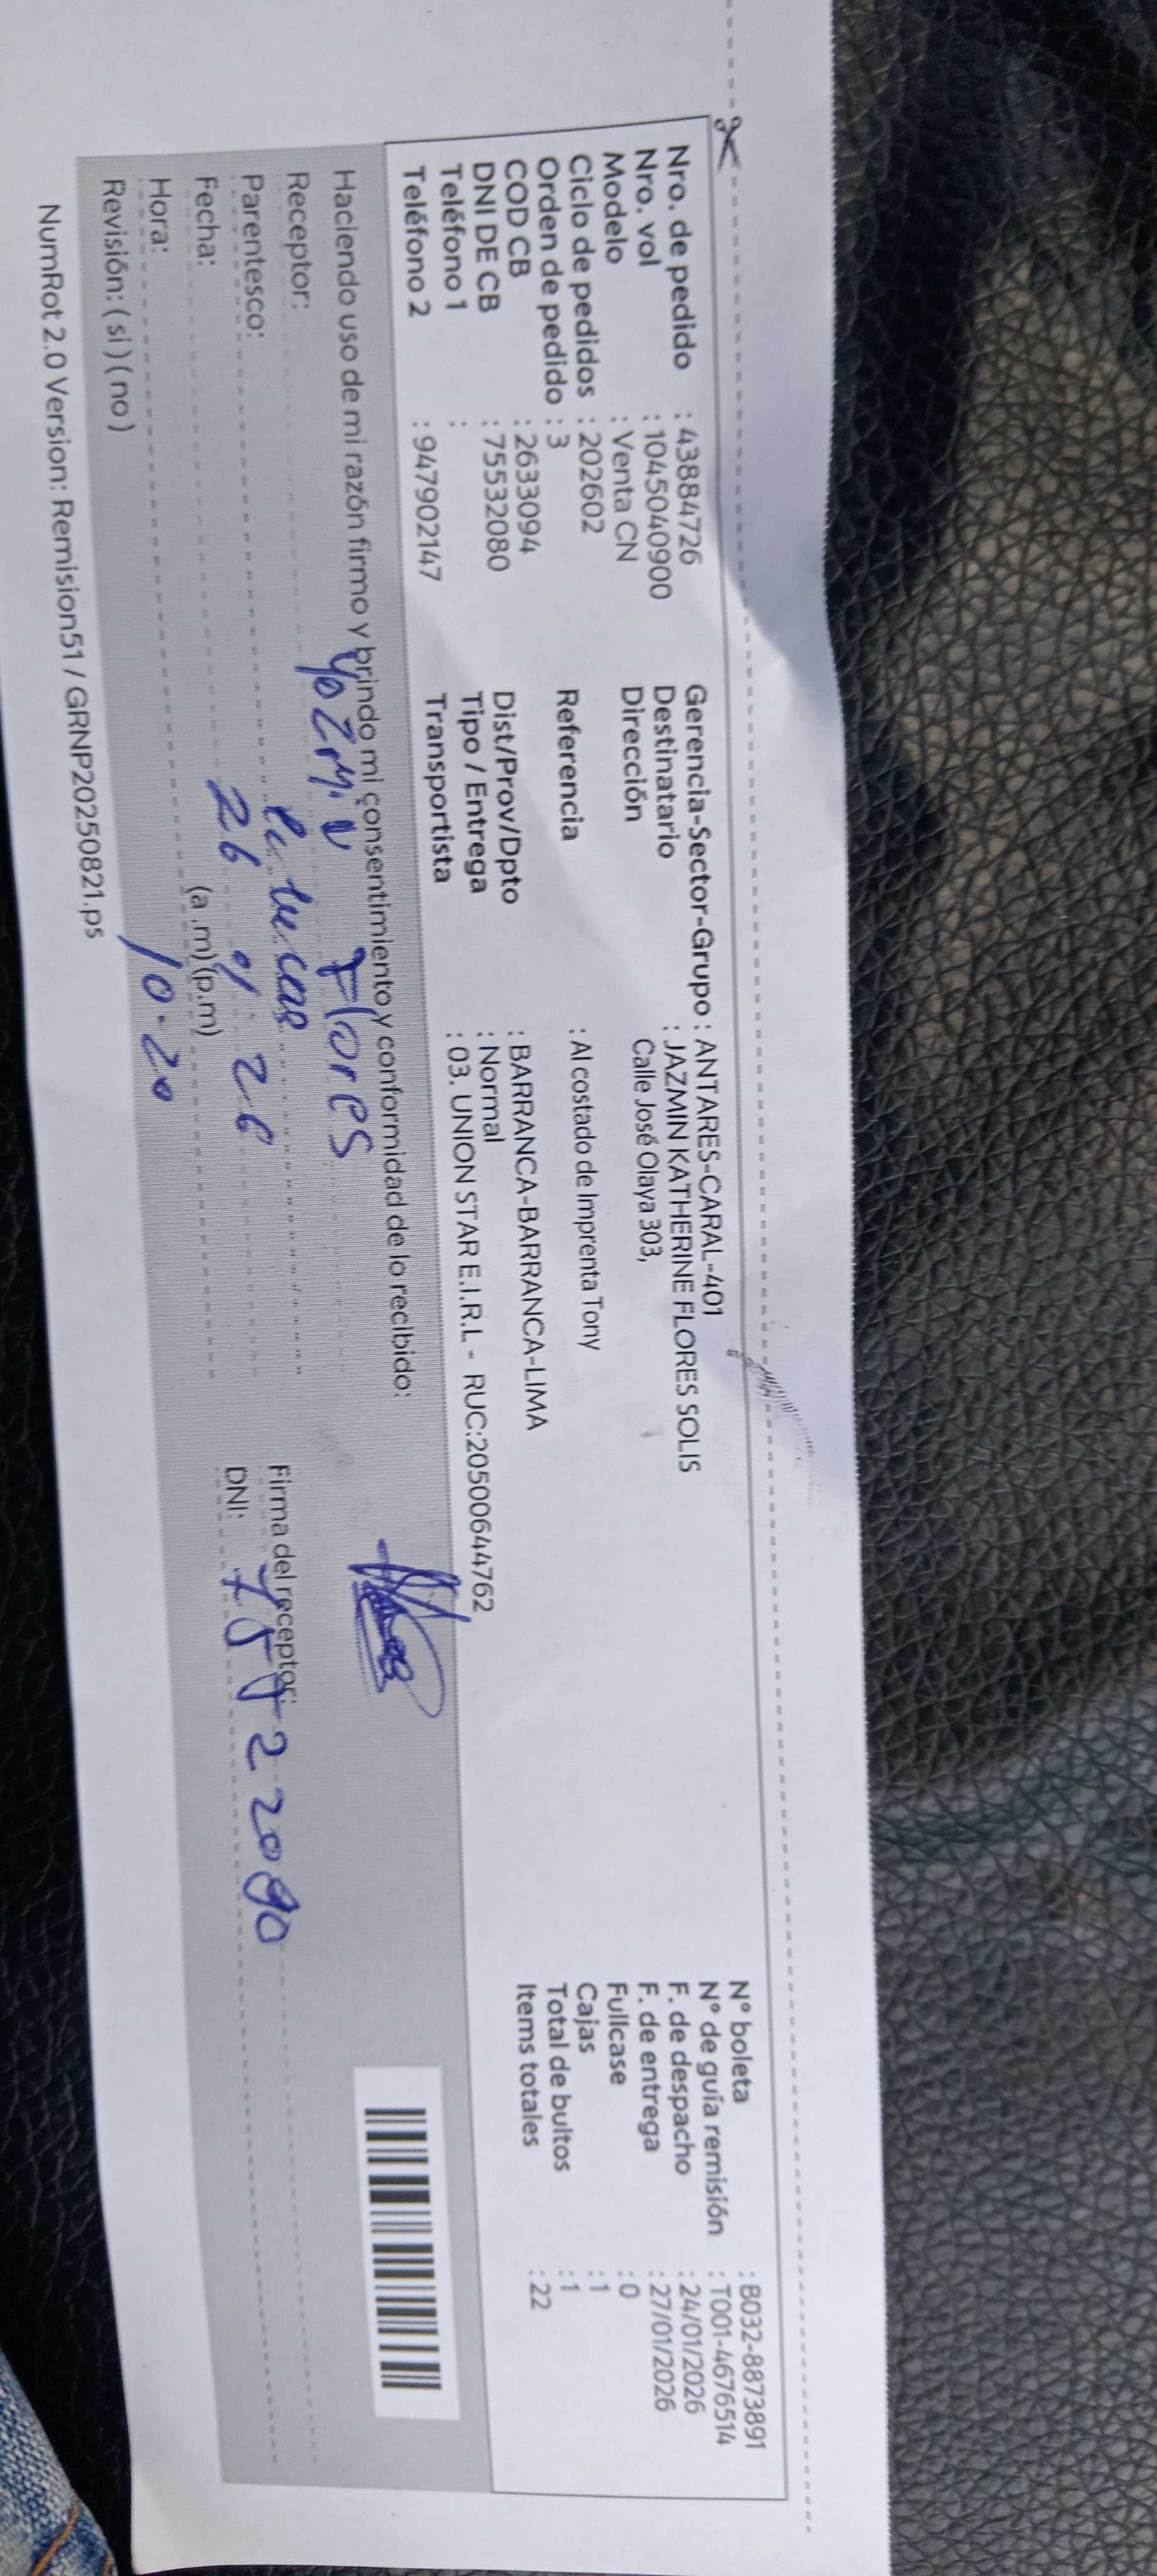 Nro. de pedido : 43884726
Nro. vol : 1045040900
Modelo : Venta CN
Ciclo de pedidos : 202602
Orden de pedido : 3
COD CB : 2633094
DNI DE CB : 75532080
Teléfono 1 :
Teléfono 2 : 947902147
Gerencia-Sector-Grupo : ANTARES-CARAL-401
Destinatario : JAZMIN KATHERINE FLORES SOLIS
Dirección Calle José Olaya 303,
Referencia : Al costado de Imprenta Tony
Dist/Prov/Dpto : BARRANCA-BARRANCA-LIMA
Tipo / Entrega : Normal
Transportista : 03. UNION STAR E.I.R.L - RUC:20500644762
N° boleta : B032-8873891
N° de guía remisión : T001-4676514
F. de despacho : 24/01/2026
F. de entrega : 27/01/2026
Fullcase : 0
Cajas : 1
Total de bultos : 1
Items totales : 22
Haciendo uso de mi razón firmo y brindo mi consentimiento y conformidad de lo recibido:
Receptor: Flores
Parentesco:
Fecha: 26 01 26
Hora: (a .m) (p.m) 10:20
Revisión: ( si ) ( no )
Firma del receptor:
DNI:
NumRot 2.0 Version: Remision51 / GRNP20250821.ps